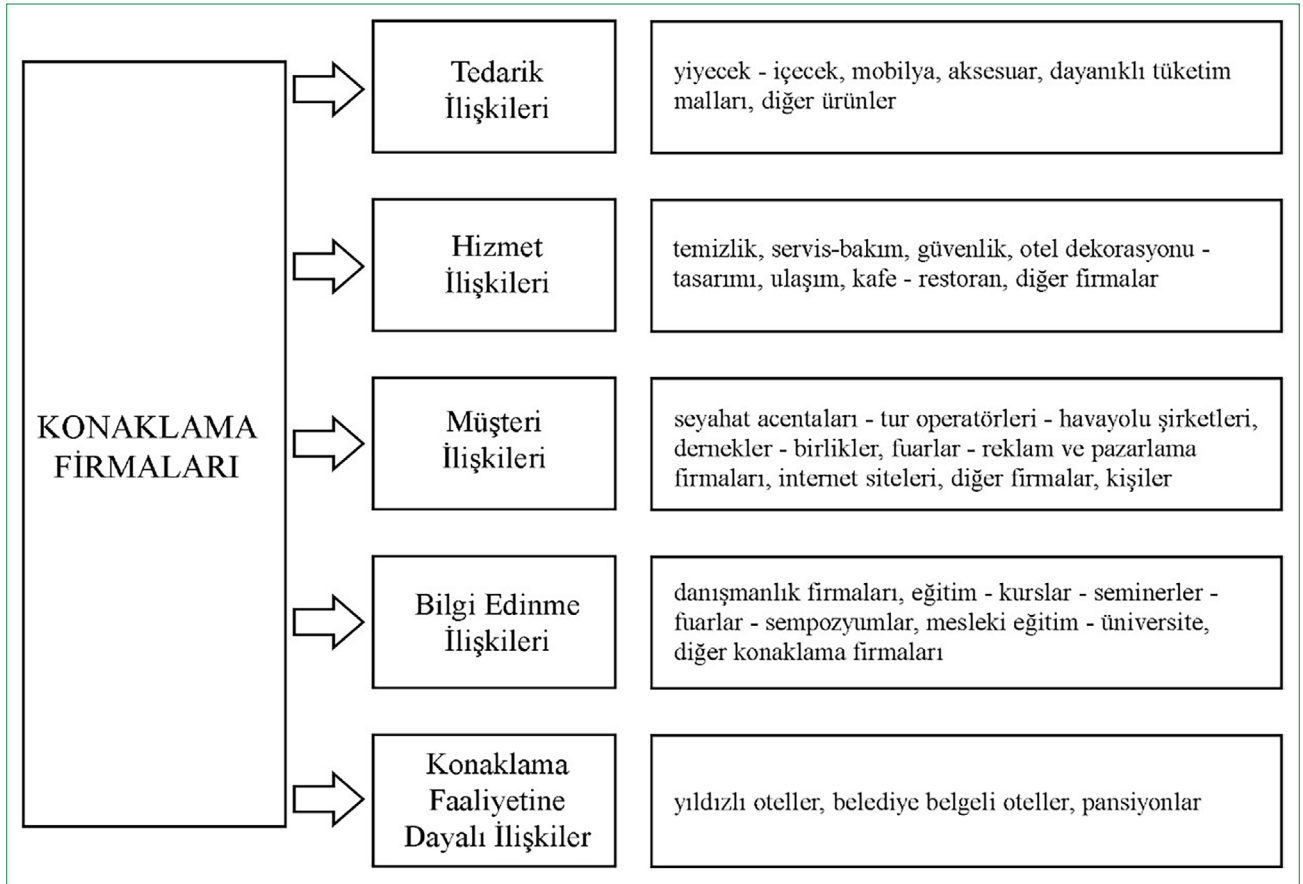 KONAKLAMA
FİRMALARI
Tedarik
İlişkileri
yiyecek - içecek, mobilya, aksesuar, dayanıklı tüketim
malları, diğer ürünler
Hizmet
İlişkileri
temizlik, servis-bakım, güvenlik, otel dekorasyonu -
tasarımı, ulaşım, kafe - restoran, diğer firmalar
Müşteri
İlişkileri
seyahat acentaları - tur operatörleri - havayolu şirketleri,
dernekler - birlikler, fuarlar - reklam ve pazarlama
firmaları, internet siteleri, diğer firmalar, kişiler
Bilgi Edinme
İlişkileri
danışmanlık firmaları, eğitim - kurslar - seminerler -
fuarlar - sempozyumlar, mesleki eğitim - üniversite,
diğer konaklama firmaları
Konaklama
Faaliyetine
Dayalı İlişkiler
yıldızlı oteller, belediye belgeli oteller, pansiyonlar